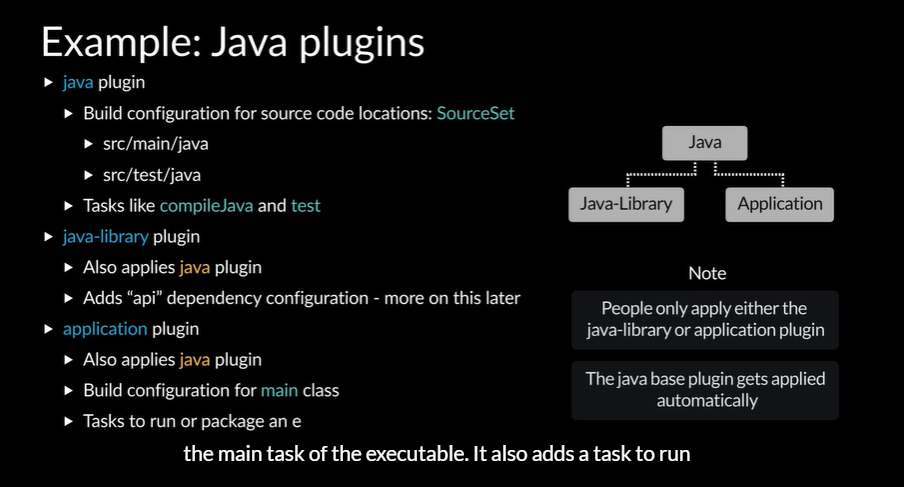 Example: Java plugins
java plugin
Build configuration for source code locations: SourceSet
src/main/java
src/test/java
Tasks like compileJava and test
java-library plugin
Also applies java plugin
Adds “api” dependency configuration - more on this later
application plugin
Also applies java plugin
Build configuration for main class
Tasks to run or package an e
Java
Java-Library
Application
Note
People only apply either the
java-library or application plugin
The java base plugin gets applied
automatically
the main task of the executable. It also adds a task to run